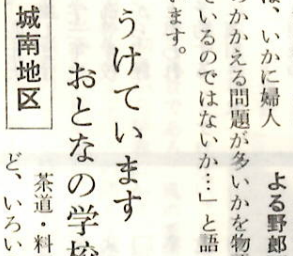 よる野郎
は、いかに婦人
のかかえる問題が多いかを物
ているのではないか…」と語
います。
うけています
おとなの学校
城南地区
茶道・料
ど、いろい